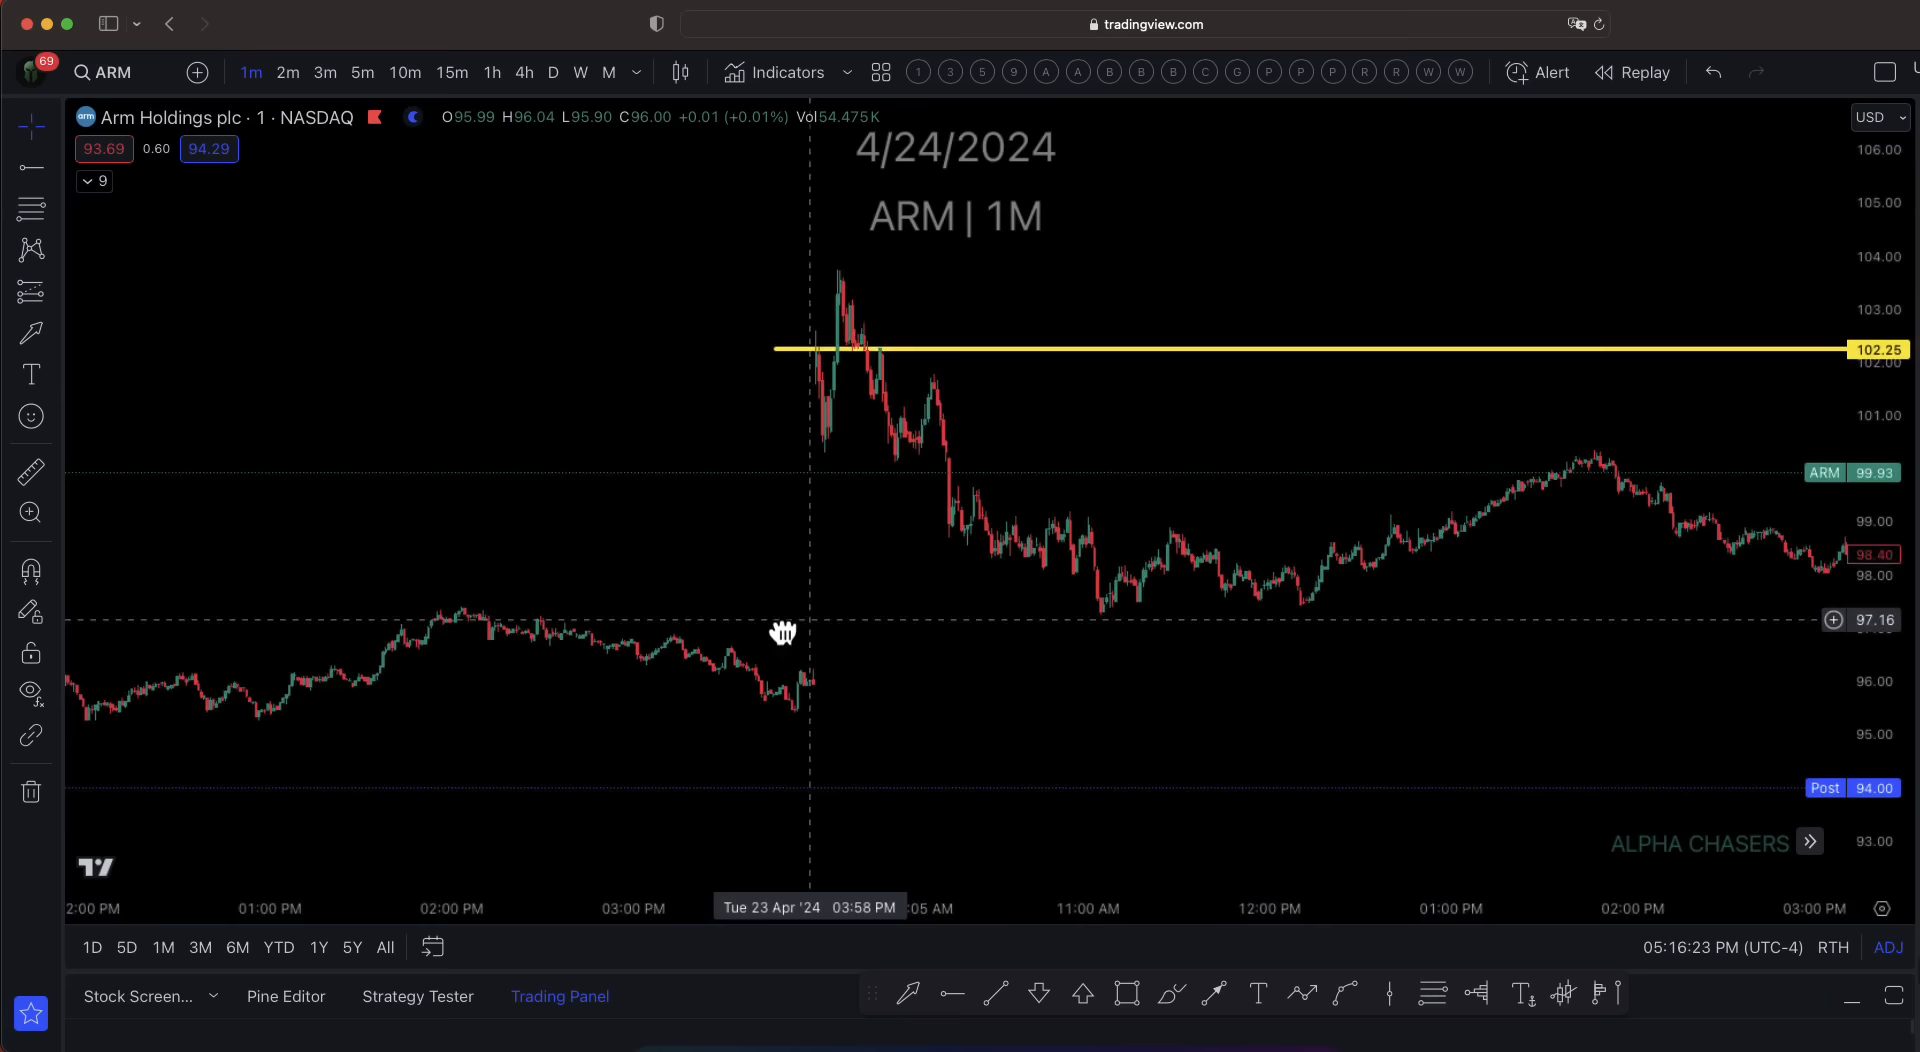 tradingview.com
69
ARM 1m 2m 3m 5m 10m 15m 1h 4h D W M Indicators 1 3 5 9 A A B B B C G P P P R R W W Alert Replay
arm Arm Holdings plc · 1 · NASDAQ O95.99 H96.04 L95.90 C96.00 +0.01 (+0.01%) Vol54.475K
USD
93.69 0.60 94.29
9
4/24/2024
ARM | 1M
106.00
105.00
104.00
103.00
102.25
102.00
101.00
ARM 99.93
99.00
98.40
98.00
97.16
96.00
95.00
Post 94.00
ALPHA CHASERS
93.00
2:00 PM 01:00 PM 02:00 PM 03:00 PM Tue 23 Apr '24 03:58 PM :05 AM 11:00 AM 12:00 PM 01:00 PM 02:00 PM 03:00 PM
1D 5D 1M 3M 6M YTD 1Y 5Y All 05:16:23 PM (UTC-4) RTH ADJ
Stock Screen... Pine Editor Strategy Tester Trading Panel